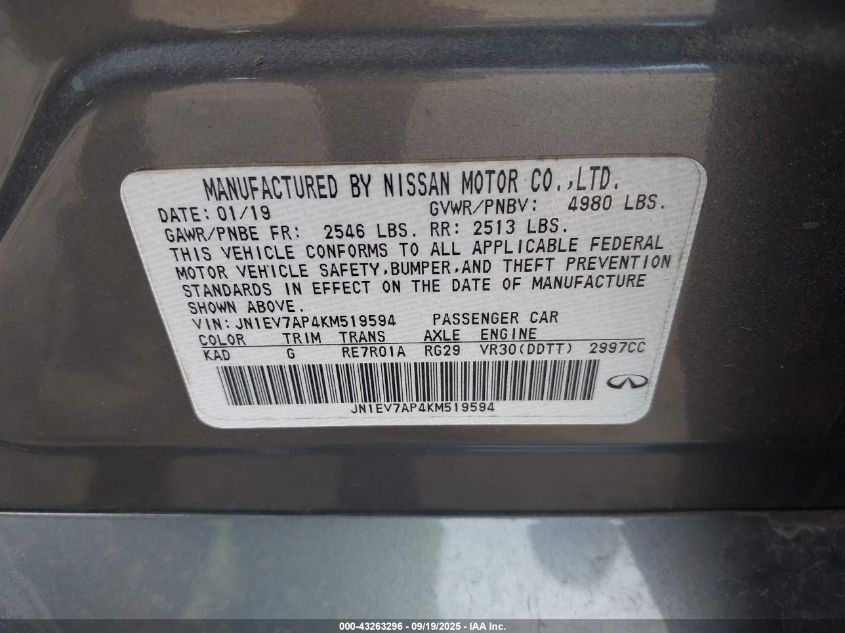 MANUFACTURED BY NISSAN MOTOR CO.,LTD.
DATE: 01/19 GVWR/PNBV: 4980 LBS.
GAWR/PNBE FR: 2546 LBS. RR: 2513 LBS.
THIS VEHICLE CONFORMS TO ALL APPLICABLE FEDERAL
MOTOR VEHICLE SAFETY,BUMPER,AND THEFT PREVENTION
STANDARDS IN EFFECT ON THE DATE OF MANUFACTURE
SHOWN ABOVE.
VIN: JN1EV7AP4KM519594 PASSENGER CAR
COLOR TRIM TRANS AXLE ENGINE
KAD G RE7R01A RG29 VR30(DDTT) 2997CC
JN1EV7AP4KM519594
000-43263296 - 09/19/2025 - IAA Inc.